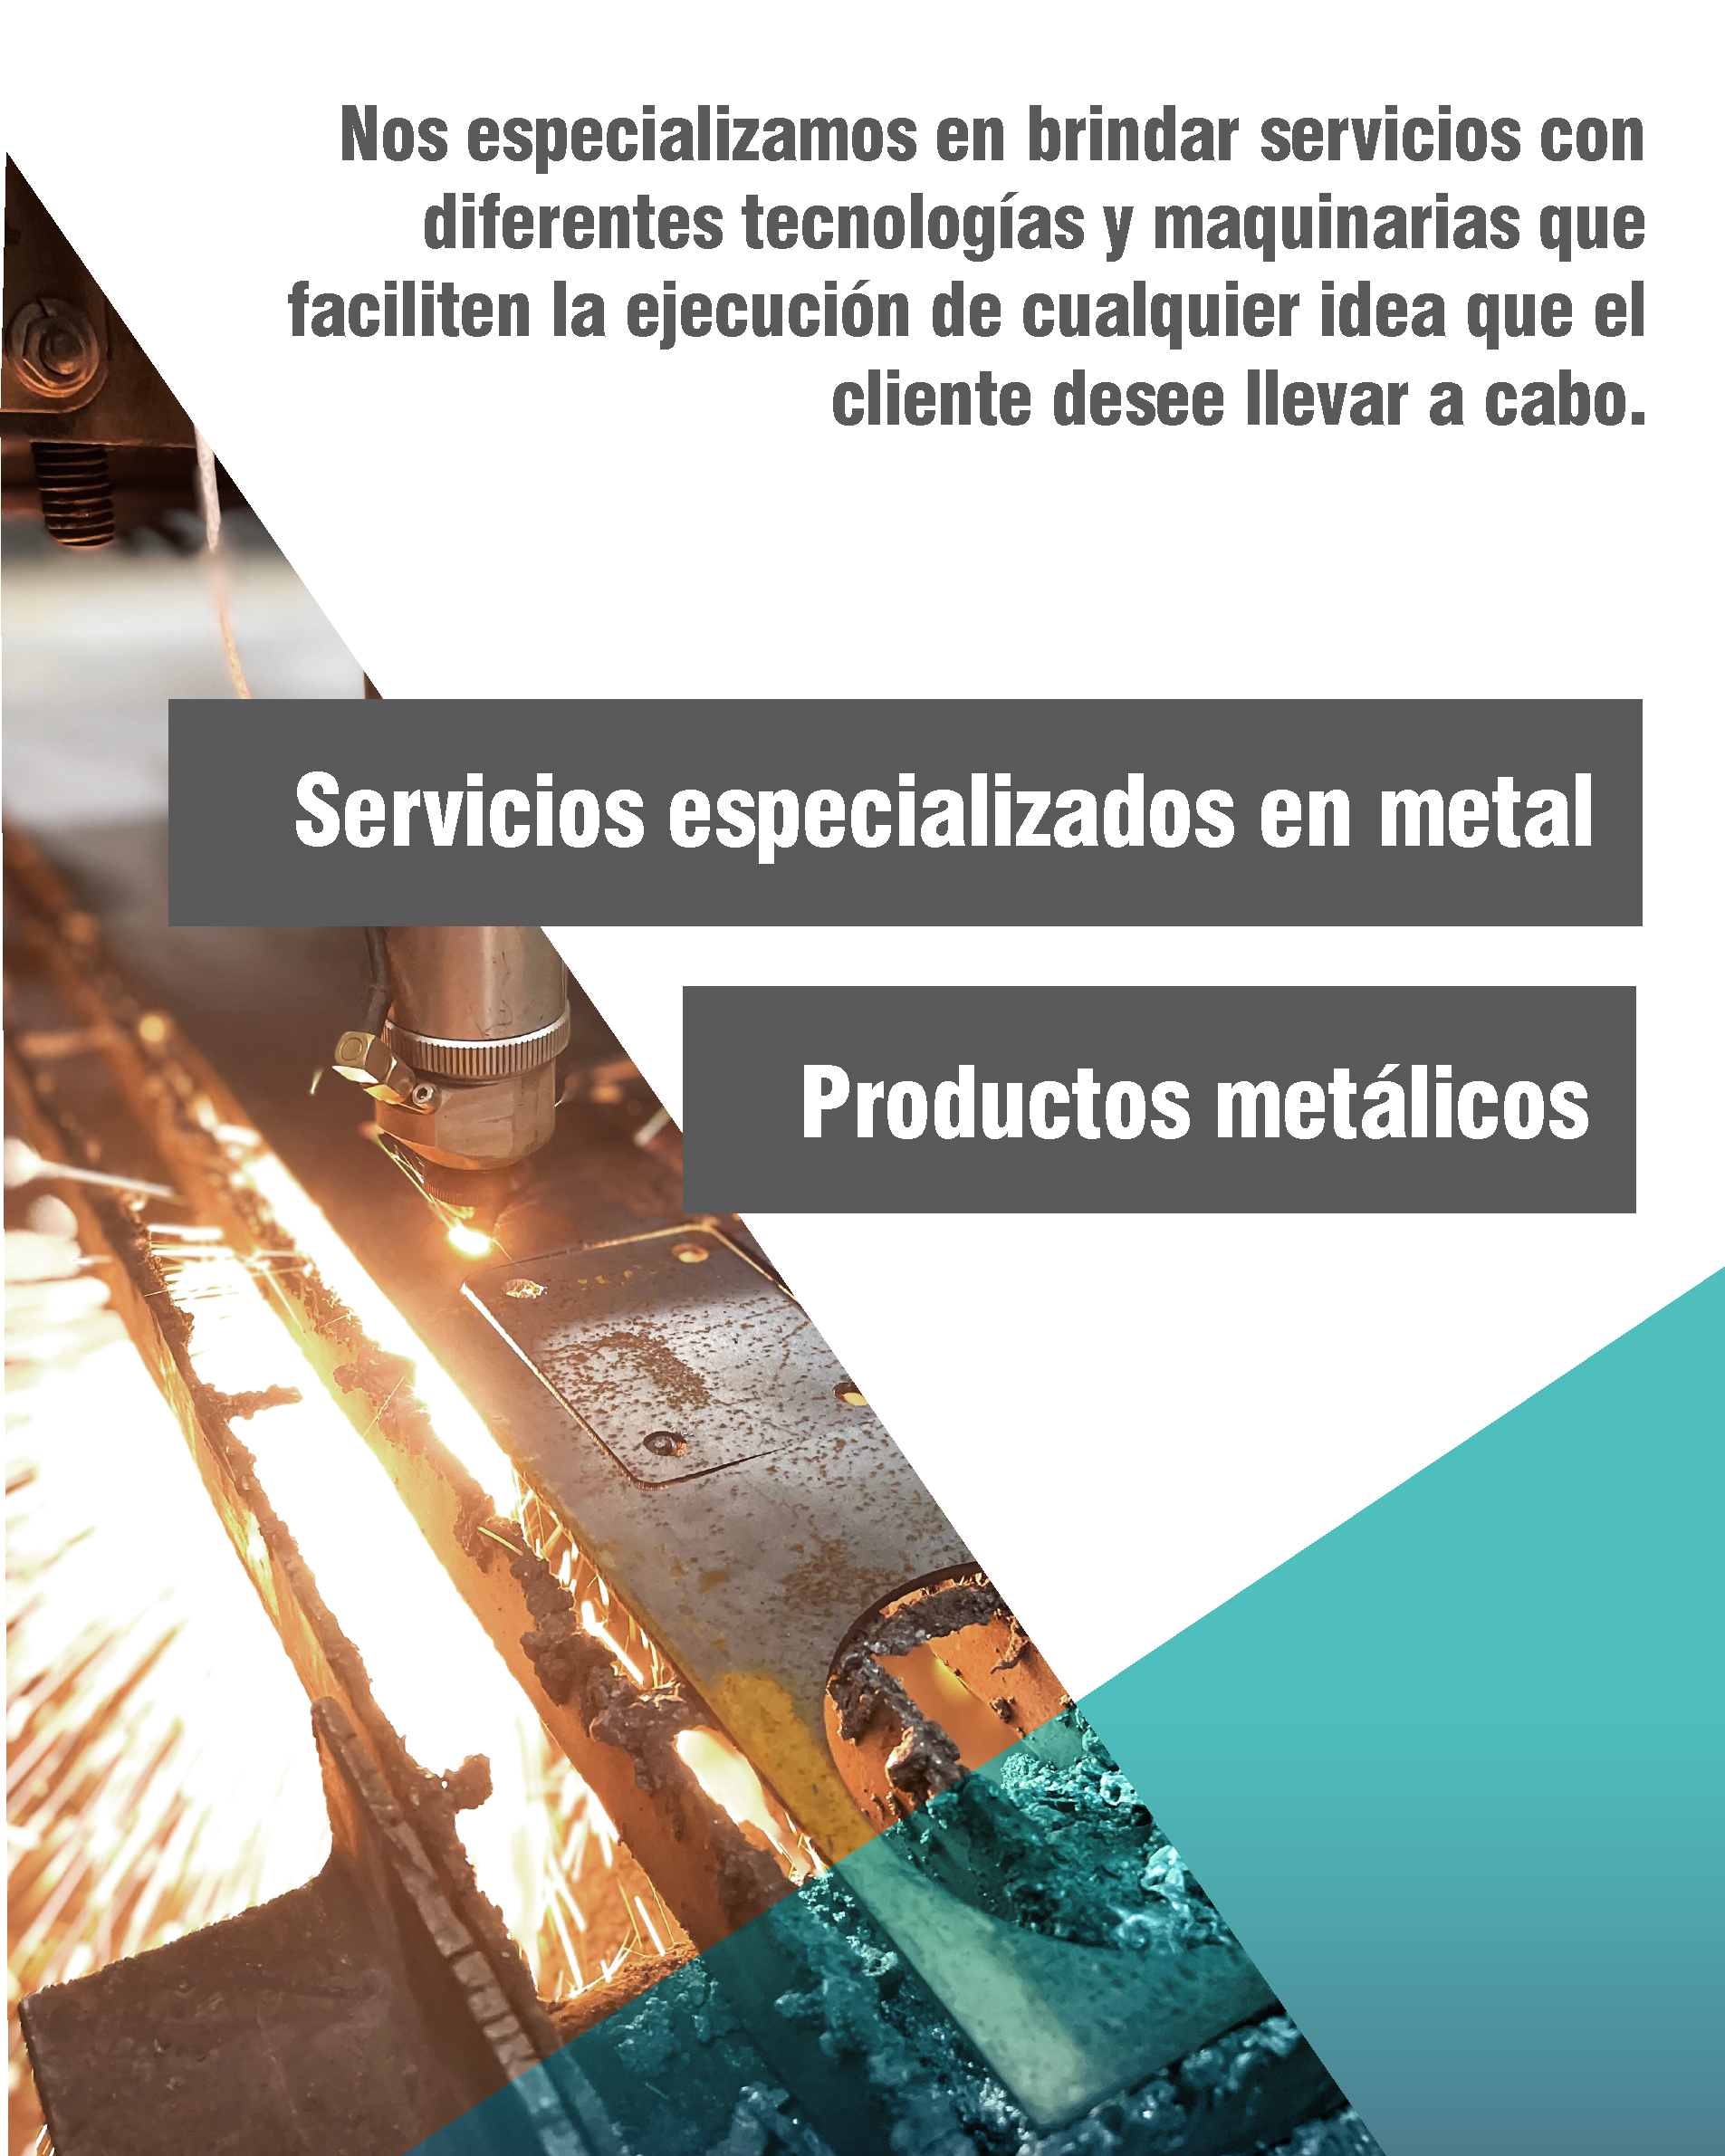 Nos especializamos en brindar servicios con
diferentes tecnologías y maquinarias que
faciliten la ejecución de cualquier idea que el
cliente desee llevar a cabo.
Servicios especializados en metal
Productos metálicos